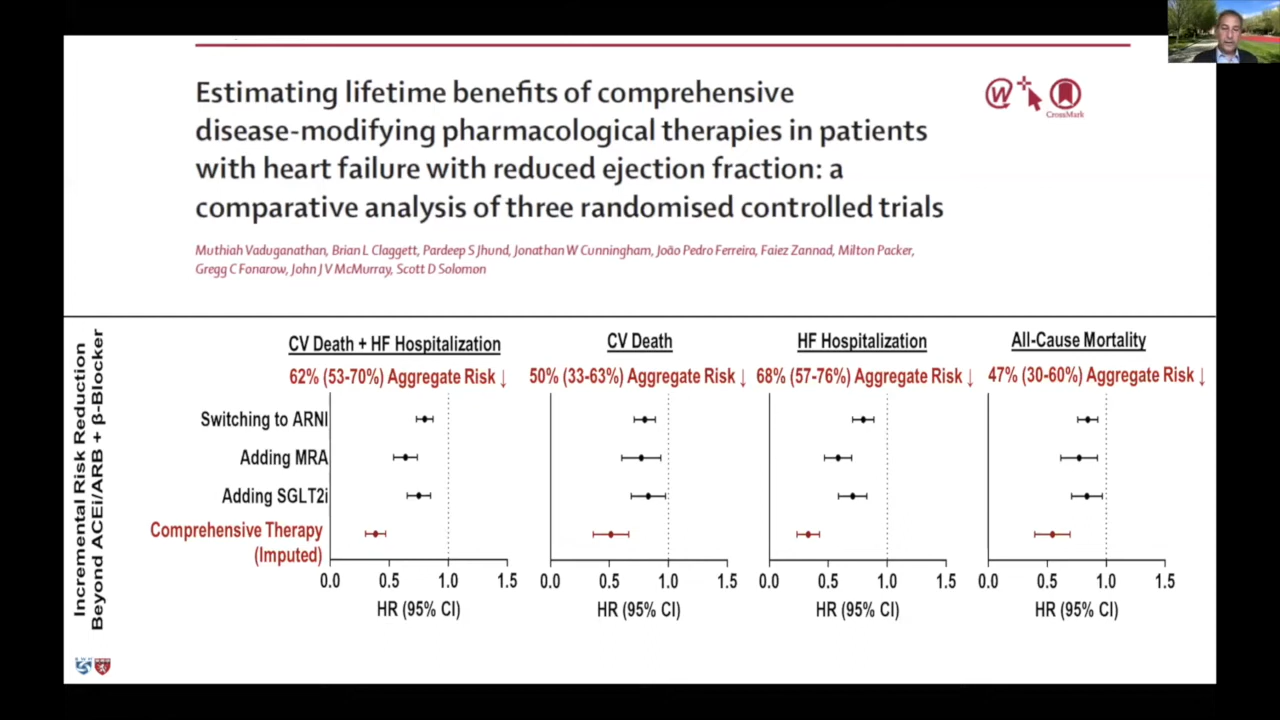 Estimating lifetime benefits of comprehensive
disease-modifying pharmacological therapies in patients
with heart failure with reduced ejection fraction: a
comparative analysis of three randomised controlled trials
W
CrossMark
Muthiah Vaduganathan, Brian L Claggett, Pardeep S Jhund, Jonathan W Cunningham, João Pedro Ferreira, Faiez Zannad, Milton Packer,
Gregg C Fonarow, John J V McMurray, Scott D Solomon
Incremental Risk Reduction
Beyond ACEi/ARB + β-Blocker
CV Death + HF Hospitalization
CV Death
HF Hospitalization
All-Cause Mortality
62% (53-70%) Aggregate Risk ↓
50% (33-63%) Aggregate Risk ↓
68% (57-76%) Aggregate Risk ↓
47% (30-60%) Aggregate Risk ↓
Switching to ARNI
Adding MRA
Adding SGLT2i
Comprehensive Therapy
(Imputed)
0.0 0.5 1.0 1.5
0.0 0.5 1.0 1.5
0.0 0.5 1.0 1.5
0.0 0.5 1.0 1.5
HR (95% CI)
HR (95% CI)
HR (95% CI)
HR (95% CI)